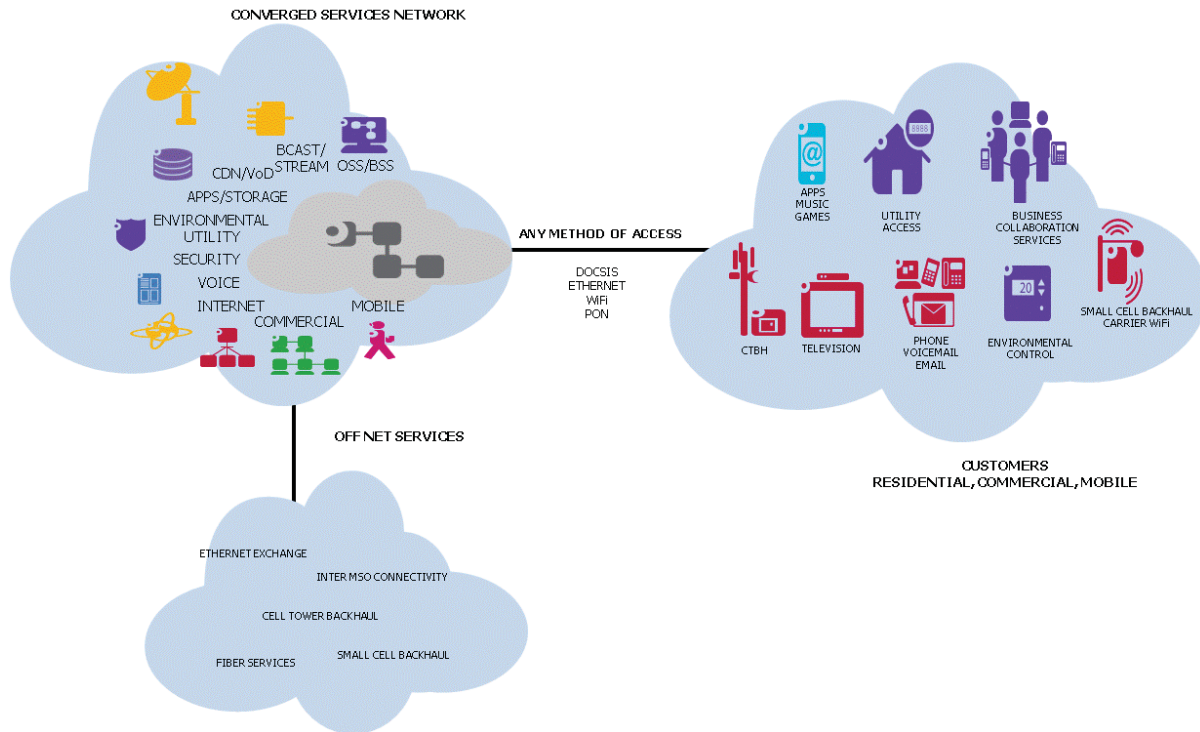 CONVERGED SERVICES NETWORK
BCAST/
STREAM
OSS/BSS
CDN/VoD
APPS/STORAGE
ENVIRONMENTAL
UTILITY
SECURITY
VOICE
INTERNET
MOBILE
COMMERCIAL
ANY METHOD OF ACCESS
DOCSIS
ETHERNET
WiFi
PON
@
APPS
MUSIC
GAMES
8888
UTILITY
ACCESS
BUSINESS
COLLABORATION
SERVICES
CTBH
TELEVISION
PHONE
VOICEMAIL
EMAIL
20
ENVIRONMENTAL
CONTROL
SMALL CELL BACKHAUL
CARRIER WiFi
CUSTOMERS
RESIDENTIAL, COMMERCIAL, MOBILE
OFF NET SERVICES
ETHERNET EXCHANGE
INTER MSO CONNECTIVITY
CELL TOWER BACKHAUL
SMALL CELL BACKHAUL
FIBER SERVICES